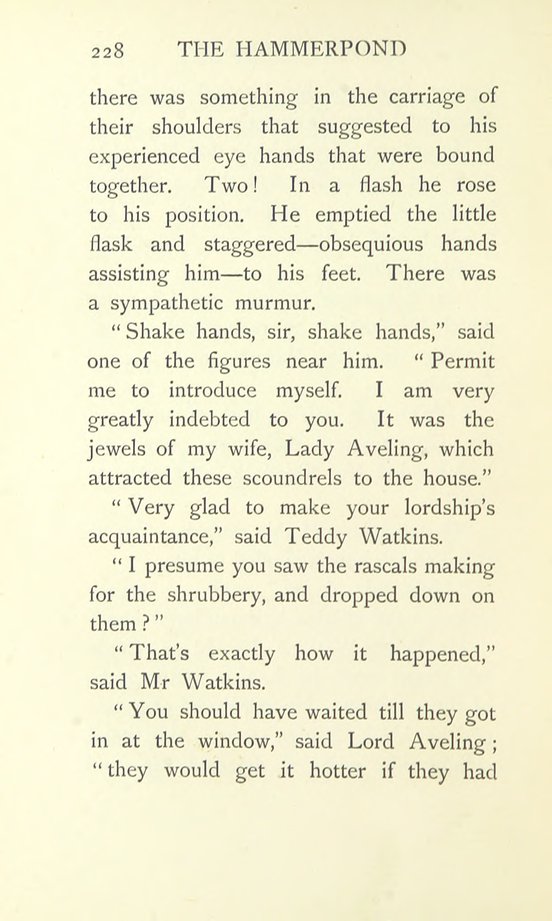 228 THE HAMMERPOND
there was something in the carriage of
their shoulders that suggested to his
experienced eye hands that were bound
together. Two! In a flash he rose
to his position. He emptied the little
flask and staggered—obsequious hands
assisting him—to his feet. There was
a sympathetic murmur.
“Shake hands, sir, shake hands,” said
one of the figures near him. “Permit
me to introduce myself. I am very
greatly indebted to you. It was the
jewels of my wife, Lady Aveling, which
attracted these scoundrels to the house.”
“Very glad to make your lordship’s
acquaintance,” said Teddy Watkins.
“I presume you saw the rascals making
for the shrubbery, and dropped down on
them?”
“That’s exactly how it happened,”
said Mr Watkins.
“You should have waited till they got
in at the window,” said Lord Aveling;
“they would get it hotter if they had